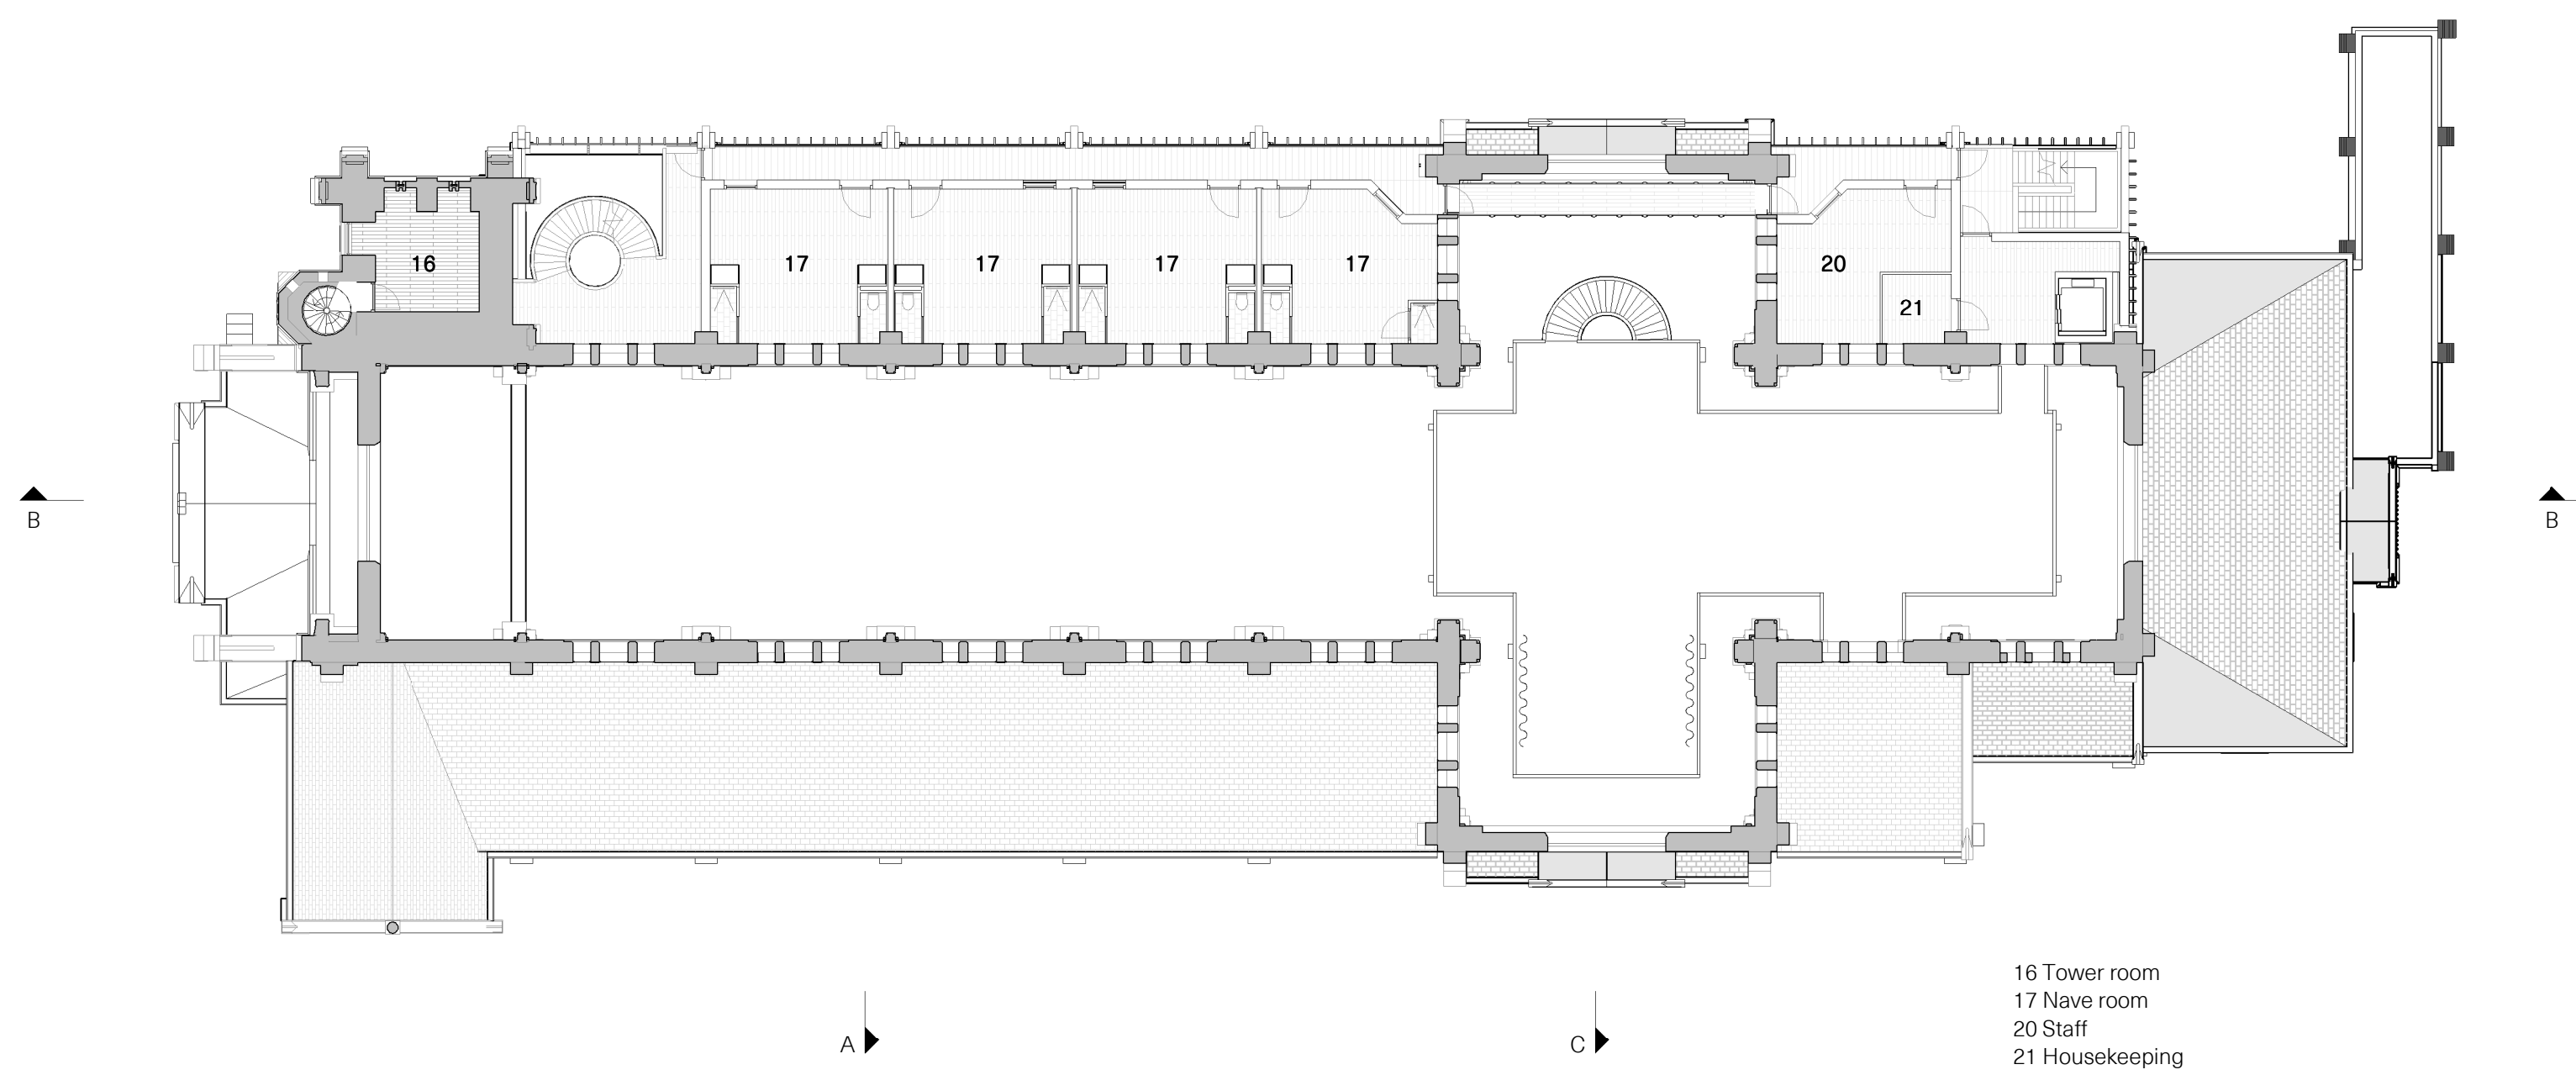 16
17
17
17
17
20
21
B
B
A
C
16 Tower room
17 Nave room
20 Staff
21 Housekeeping